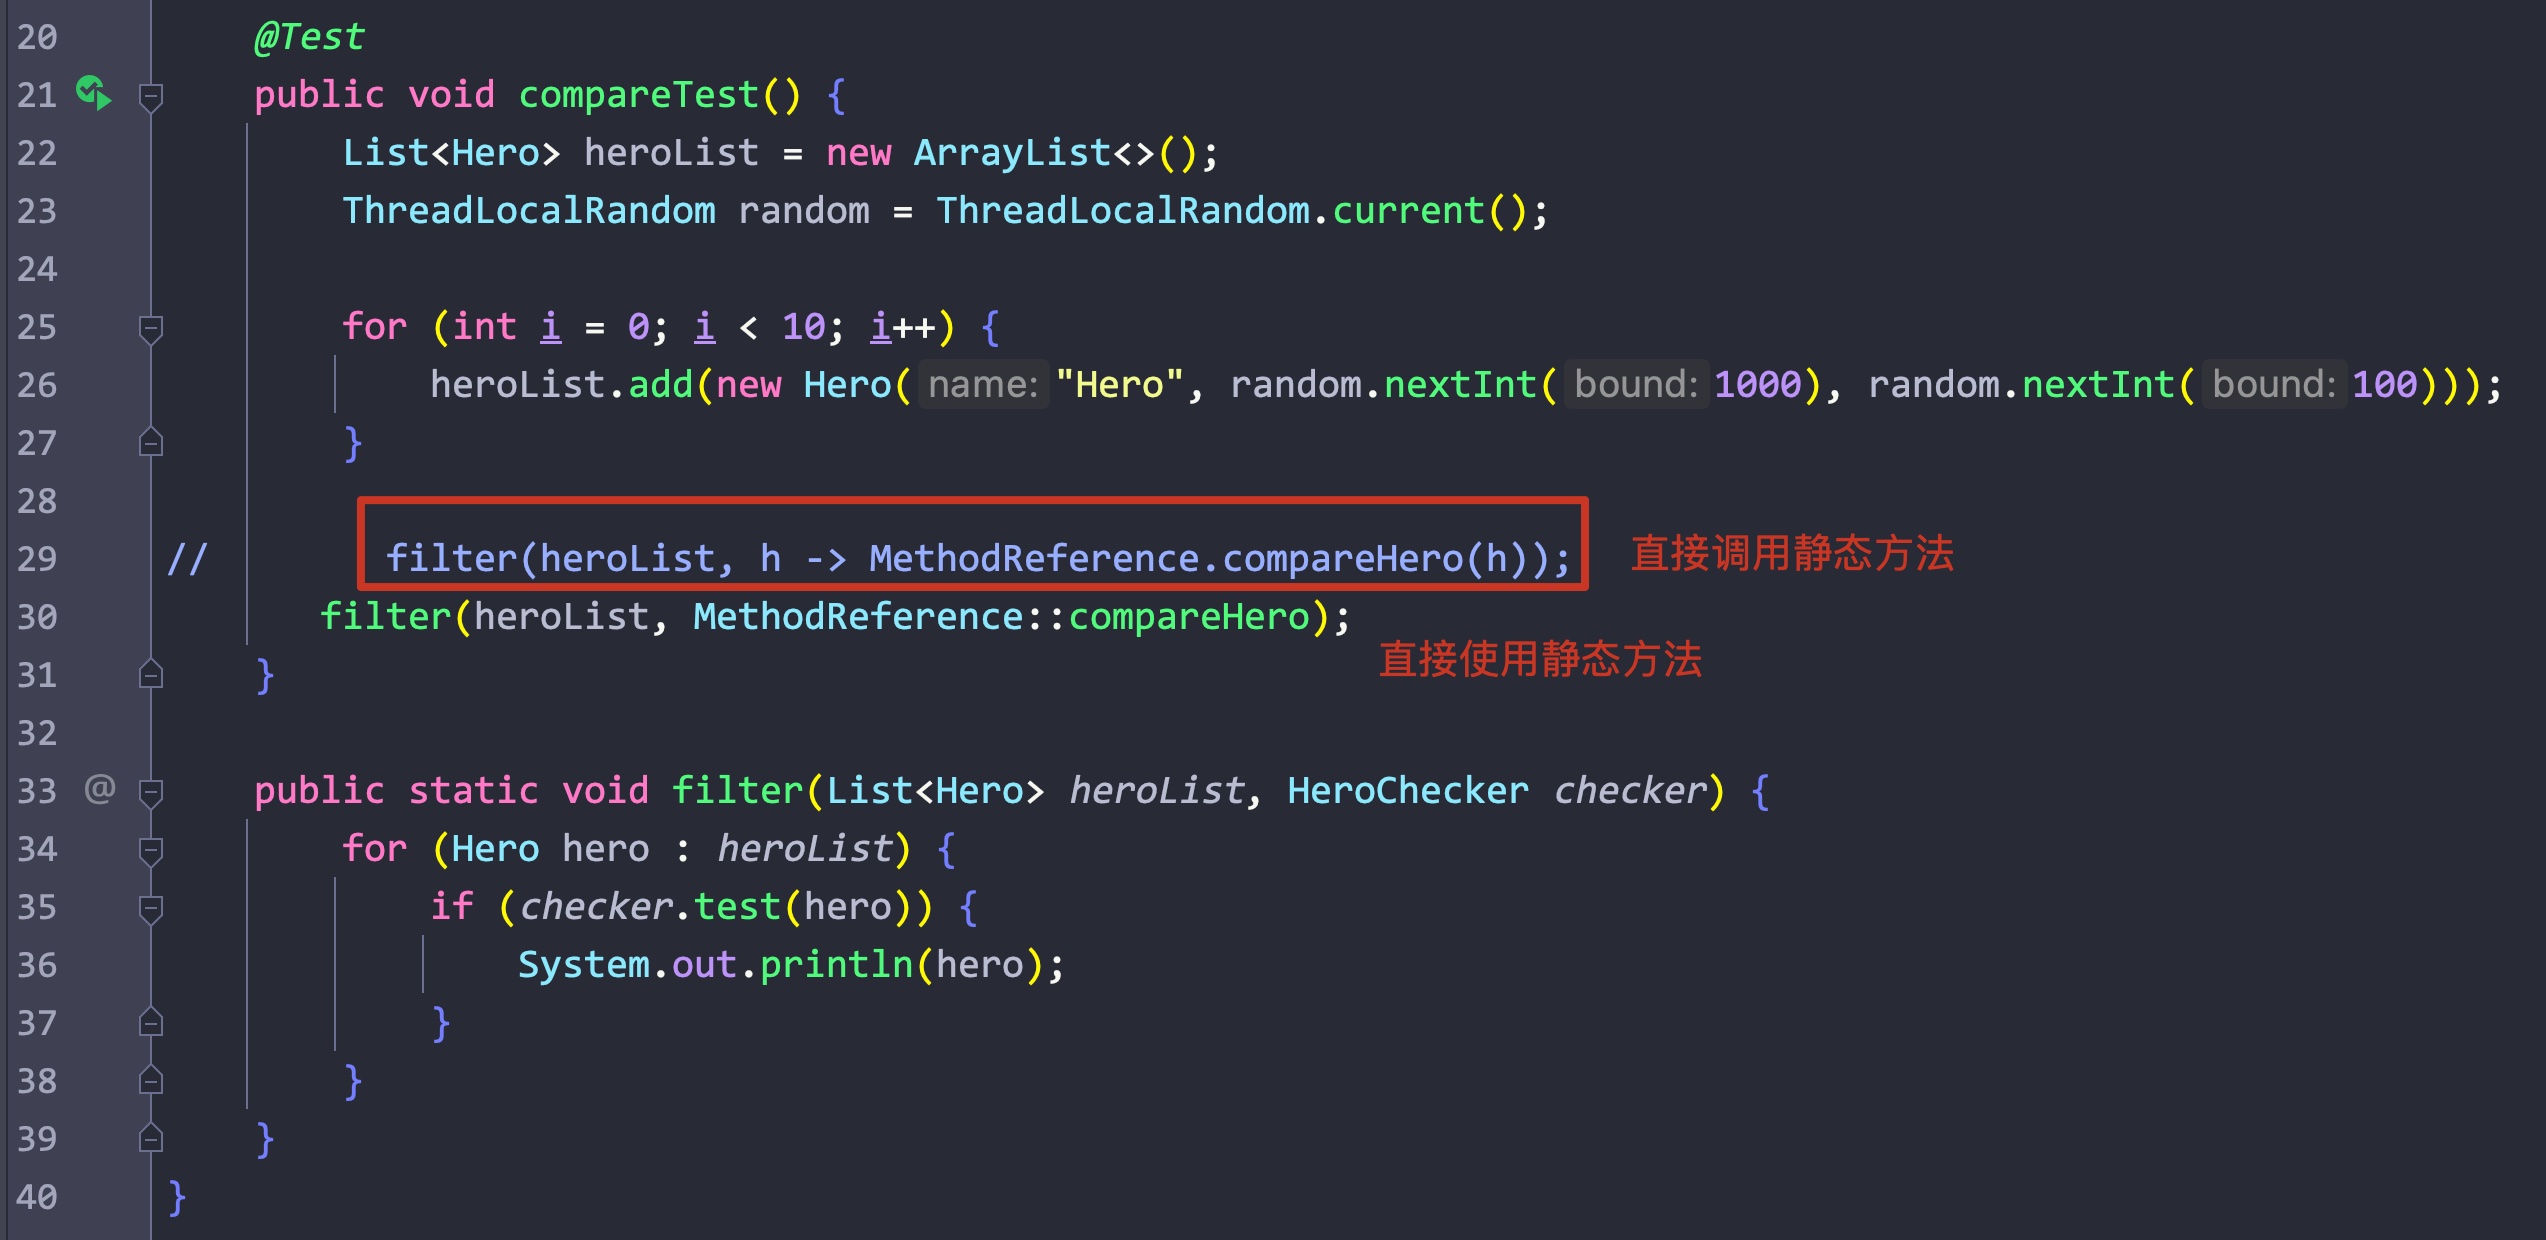 20 @Test
21 public void compareTest() {
22 List<Hero> heroList = new ArrayList<>();
23 ThreadLocalRandom random = ThreadLocalRandom.current();
24
25 for (int i = 0; i < 10; i++) {
26 heroList.add(new Hero( name: "Hero", random.nextInt( bound: 1000), random.nextInt( bound: 100)));
27 }
28
29 // filter(heroList, h -> MethodReference.compareHero(h)); 直接调用静态方法
30 filter(heroList, MethodReference::compareHero);
直接使用静态方法
31 }
32
33 @ public static void filter(List<Hero> heroList, HeroChecker checker) {
34 for (Hero hero : heroList) {
35 if (checker.test(hero)) {
36 System.out.println(hero);
37 }
38 }
39 }
40 }